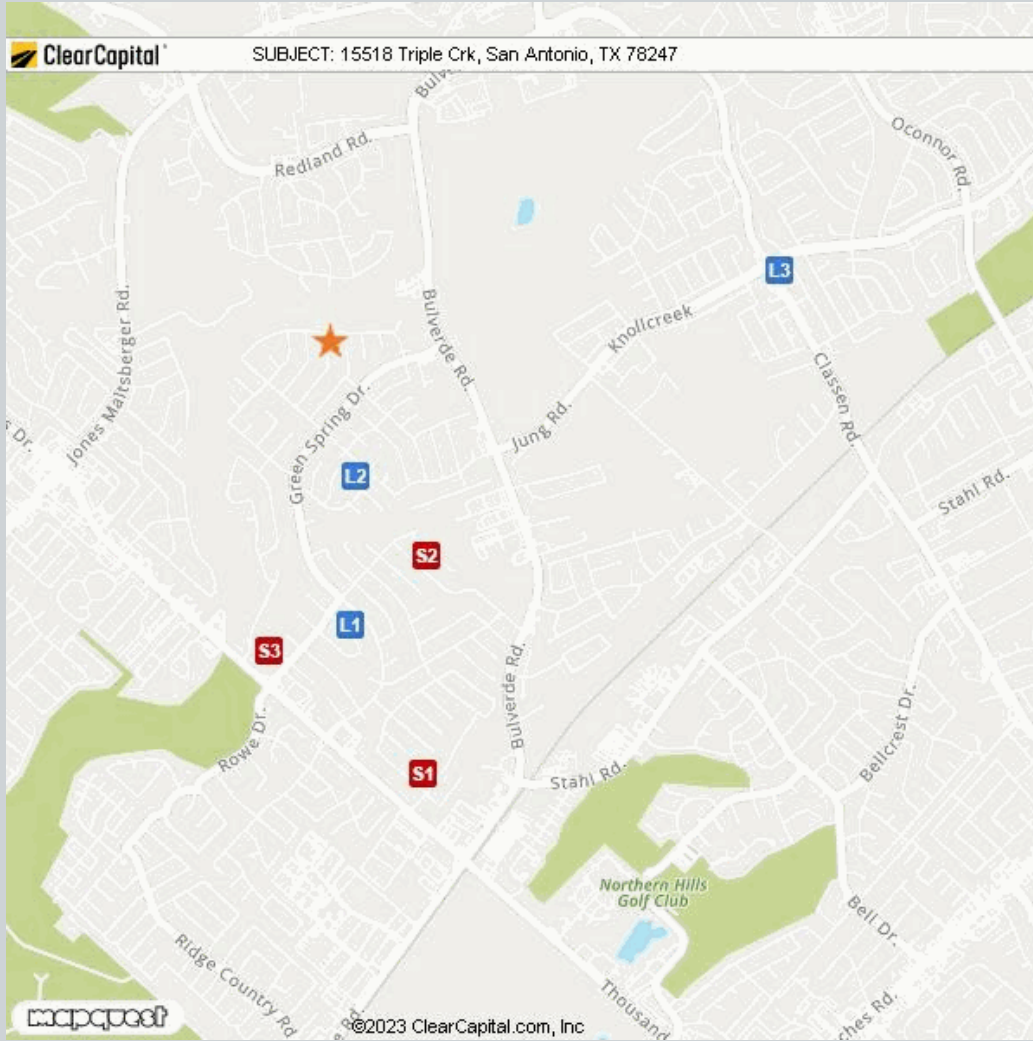 ClearCapital
SUBJECT: 15518 Triple Crk, San Antonio, TX 78247
Redland Rd.
Oconnor Rd.
L3
Jones Maltsberger Rd.
Bulverde Rd.
Knollcreek
Classen Rd.
Green Spring Dr.
Jung Rd.
L2
Stahl Rd.
S2
L1
S3
Bulverde Rd.
Rowe Dr.
Bellcrest Dr.
S1
Stahl Rd.
Northern Hills
Golf Club
Bell Dr.
Ridge Country Rd
Thousand
mapquest
©2023 ClearCapital.com, Inc